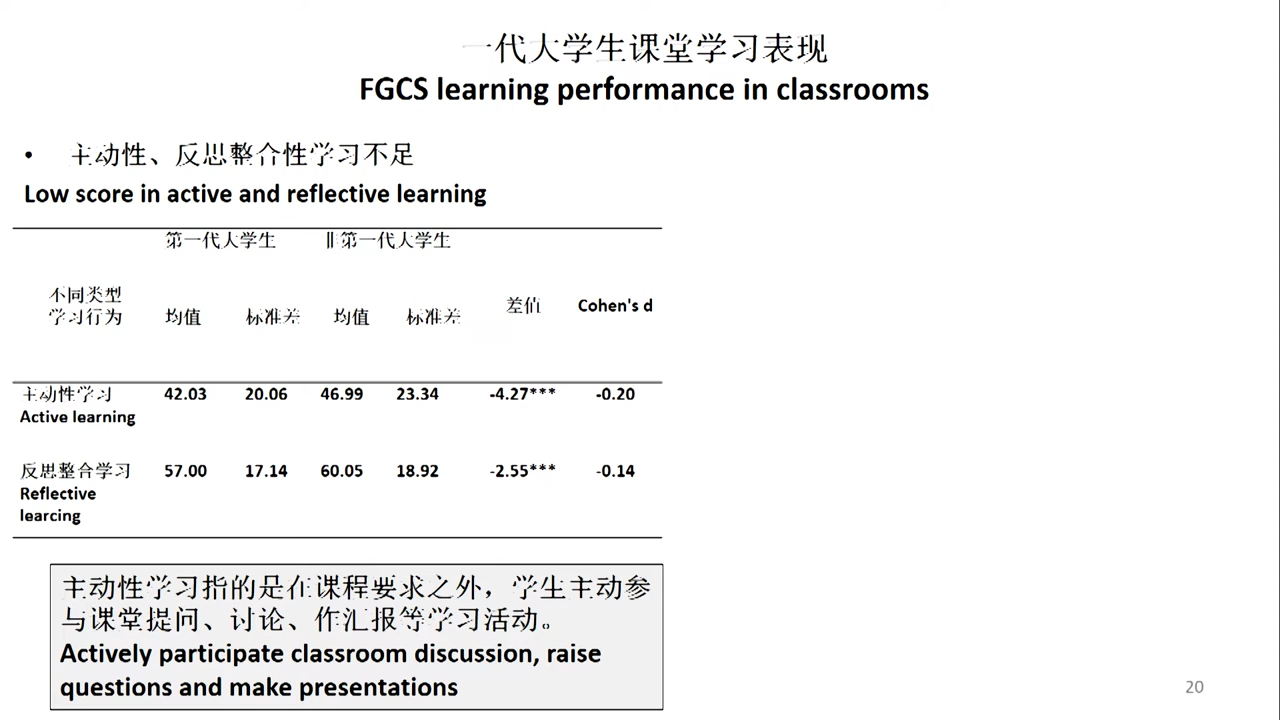 一代大学生课堂学习表现
FGCS learning performance in classrooms
• 主动性、反思整合性学习不足
Low score in active and reflective learning
第一代大学生 非第一代大学生
不同类型
学习行为
均值 标准差 均值 标准差 差值 Cohen's d
主动性学习 42.03 20.06 46.99 23.34 -4.27*** -0.20
Active learning
反思整合学习 57.00 17.14 60.05 18.92 -2.55*** -0.14
Reflective
learcing
主动性学习指的是在课程要求之外，学生主动参
与课堂提问、讨论、作汇报等学习活动。
Actively participate classroom discussion, raise
questions and make presentations
20